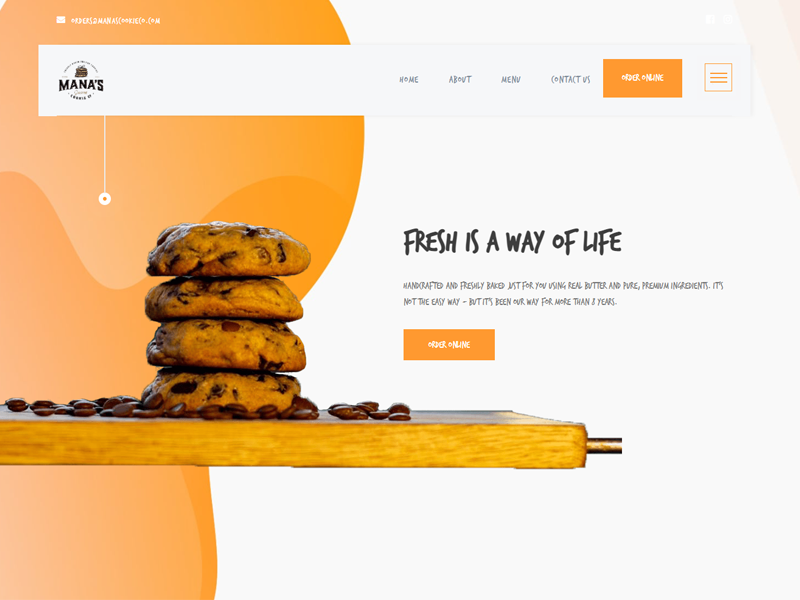 ORDERS@MANASCOOKIECO.COM
MANA'S
COOKIE CO
HOME
ABOUT
MENU
CONTACT US
ORDER ONLINE
FRESH IS A WAY OF LIFE
HANDCRAFTED AND FRESHLY BAKED JUST FOR YOU USING REAL BUTTER AND PURE, PREMIUM INGREDIENTS. IT'S
NOT THE EASY WAY – BUT IT'S BEEN OUR WAY FOR MORE THAN 8 YEARS.
ORDER ONLINE